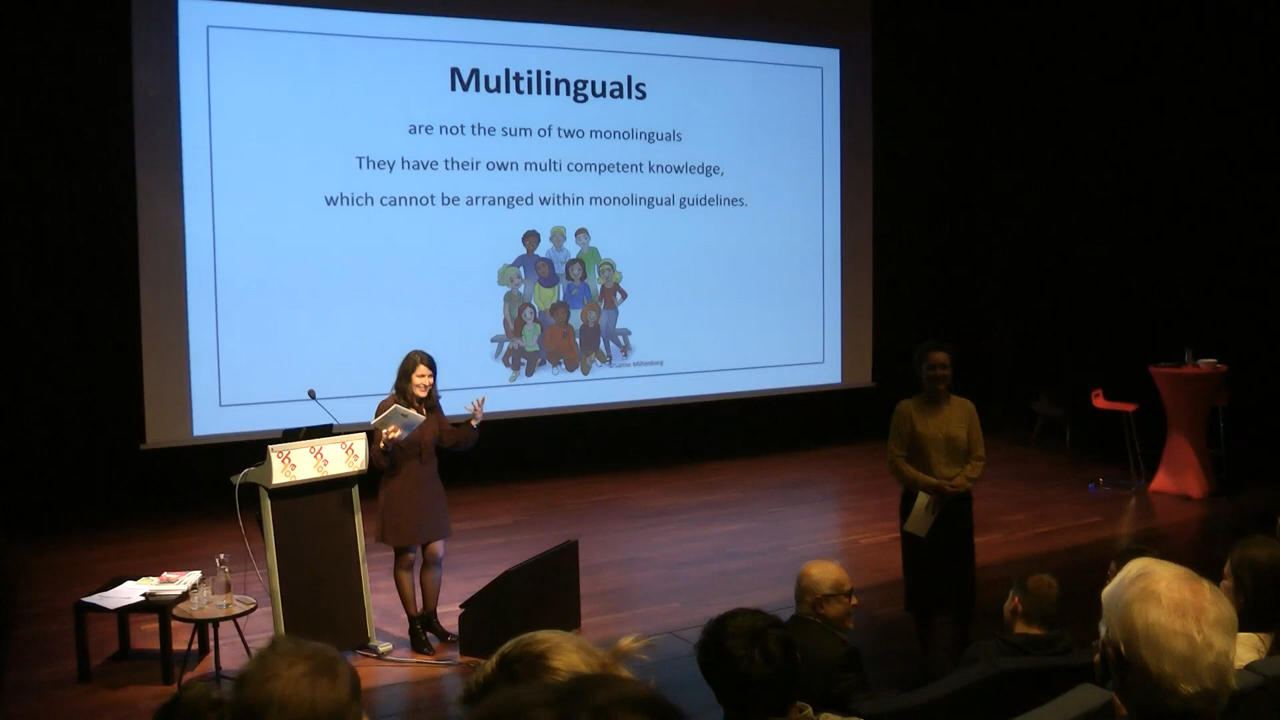 Multilinguals
are not the sum of two monolinguals
They have their own multi competent knowledge,
which cannot be arranged within monolingual guidelines.